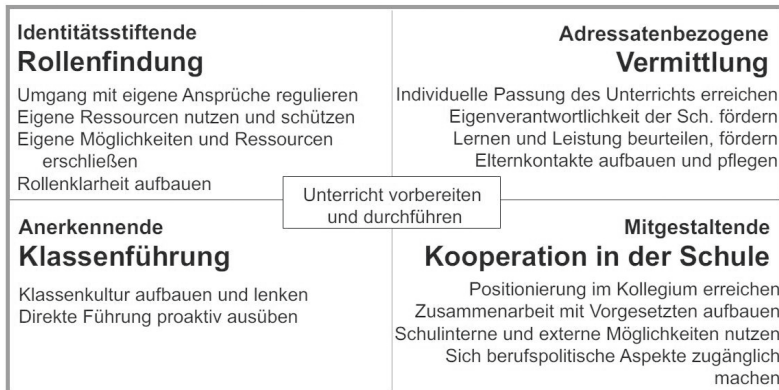 Identitätsstiftende
Rollenfindung
Umgang mit eigene Ansprüche regulieren
Eigene Ressourcen nutzen und schützen
Eigene Möglichkeiten und Ressourcen
erschließen
Rollenklarheit aufbauen
Adressatenbezogene
Vermittlung
Individuelle Passung des Unterrichts erreichen
Eigenverantwortlichkeit der Sch. fördern
Lernen und Leistung beurteilen, fördern
Elternkontakte aufbauen und pflegen
Unterricht vorbereiten
und durchführen
Anerkennende
Klassenführung
Klassenkultur aufbauen und lenken
Direkte Führung proaktiv ausüben
Mitgestaltende
Kooperation in der Schule
Positionierung im Kollegium erreichen
Zusammenarbeit mit Vorgesetzten aufbauen
Schulinterne und externe Möglichkeiten nutzen
Sich berufspolitische Aspekte zugänglich
machen